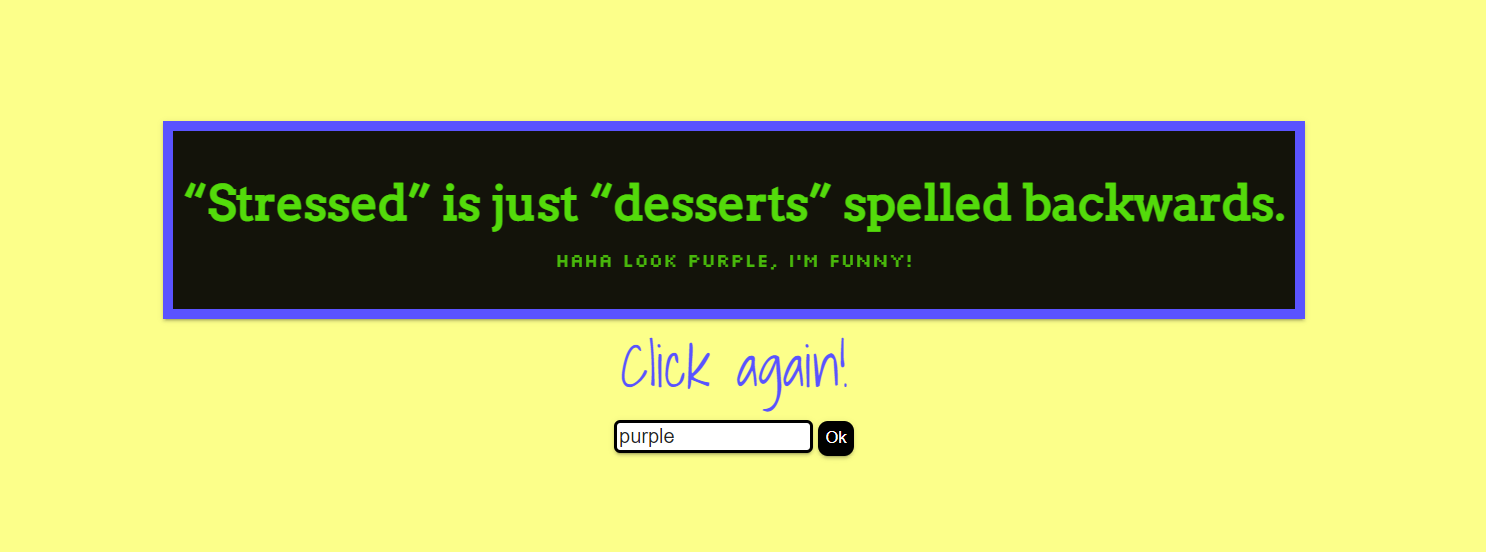 “Stressed” is just “desserts” spelled backwards.
HAHA LOOK PURPLE, I'M FUNNY!
Click again!
purple Ok